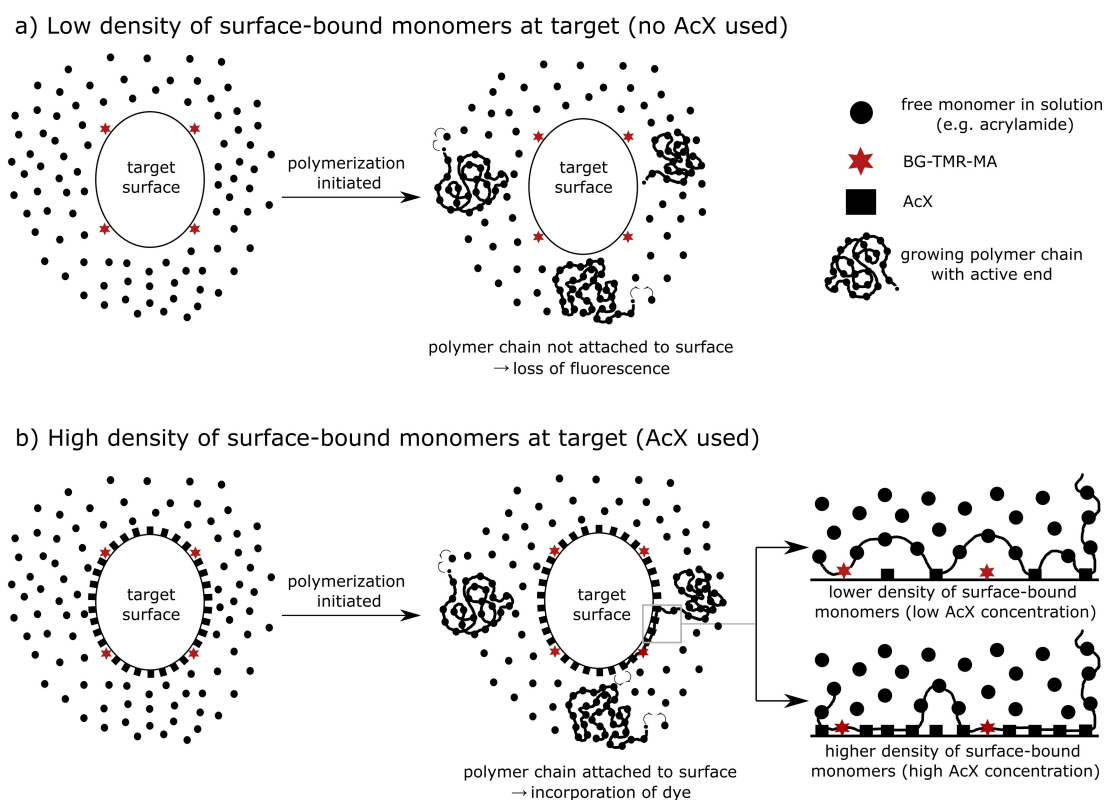 a) Low density of surface-bound monomers at target (no AcX used)
target
surface
polymerization
initiated
target
surface
polymer chain not attached to surface
→ loss of fluorescence
free monomer in solution
(e.g. acrylamide)
BG-TMR-MA
AcX
growing polymer chain
with active end
b) High density of surface-bound monomers at target (AcX used)
target
surface
polymerization
initiated
target
surface
polymer chain attached to surface
→ incorporation of dye
lower density of surface-bound
monomers (low AcX concentration)
higher density of surface-bound
monomers (high AcX concentration)